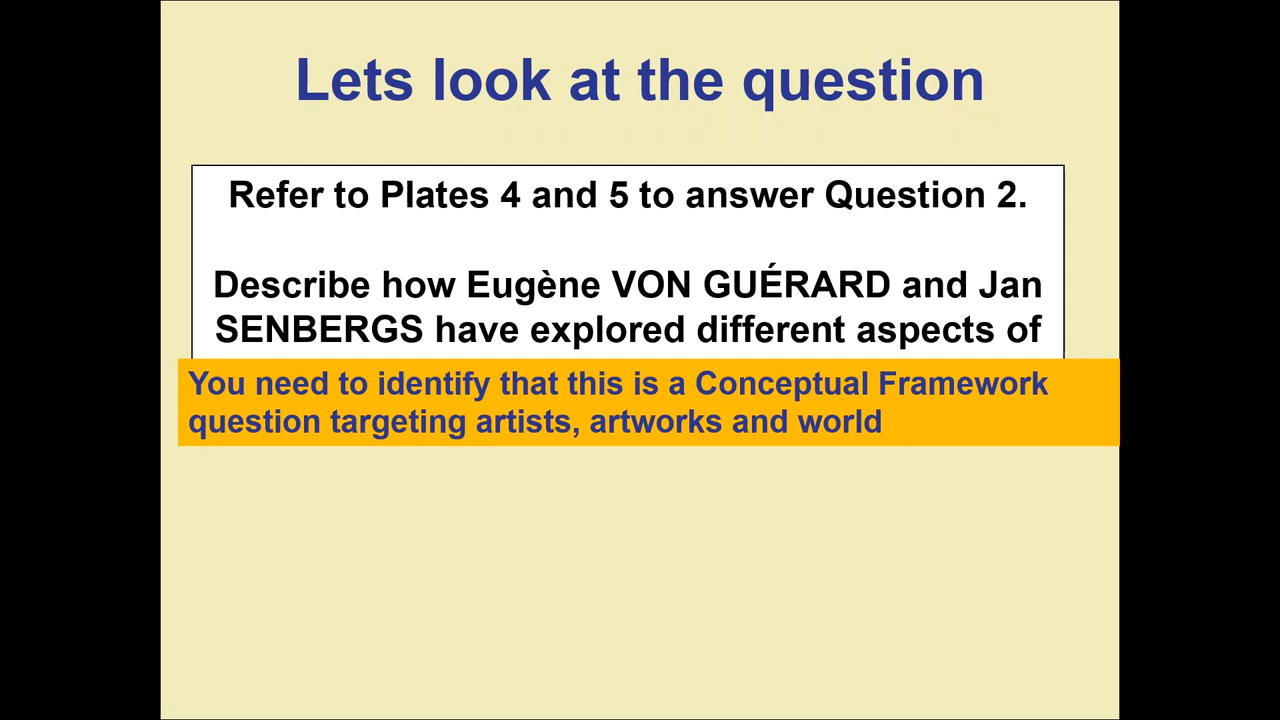 Lets look at the question
Refer to Plates 4 and 5 to answer Question 2.
Describe how Eugène VON GUÉRARD and Jan
SENBERGS have explored different aspects of
You need to identify that this is a Conceptual Framework
question targeting artists, artworks and world